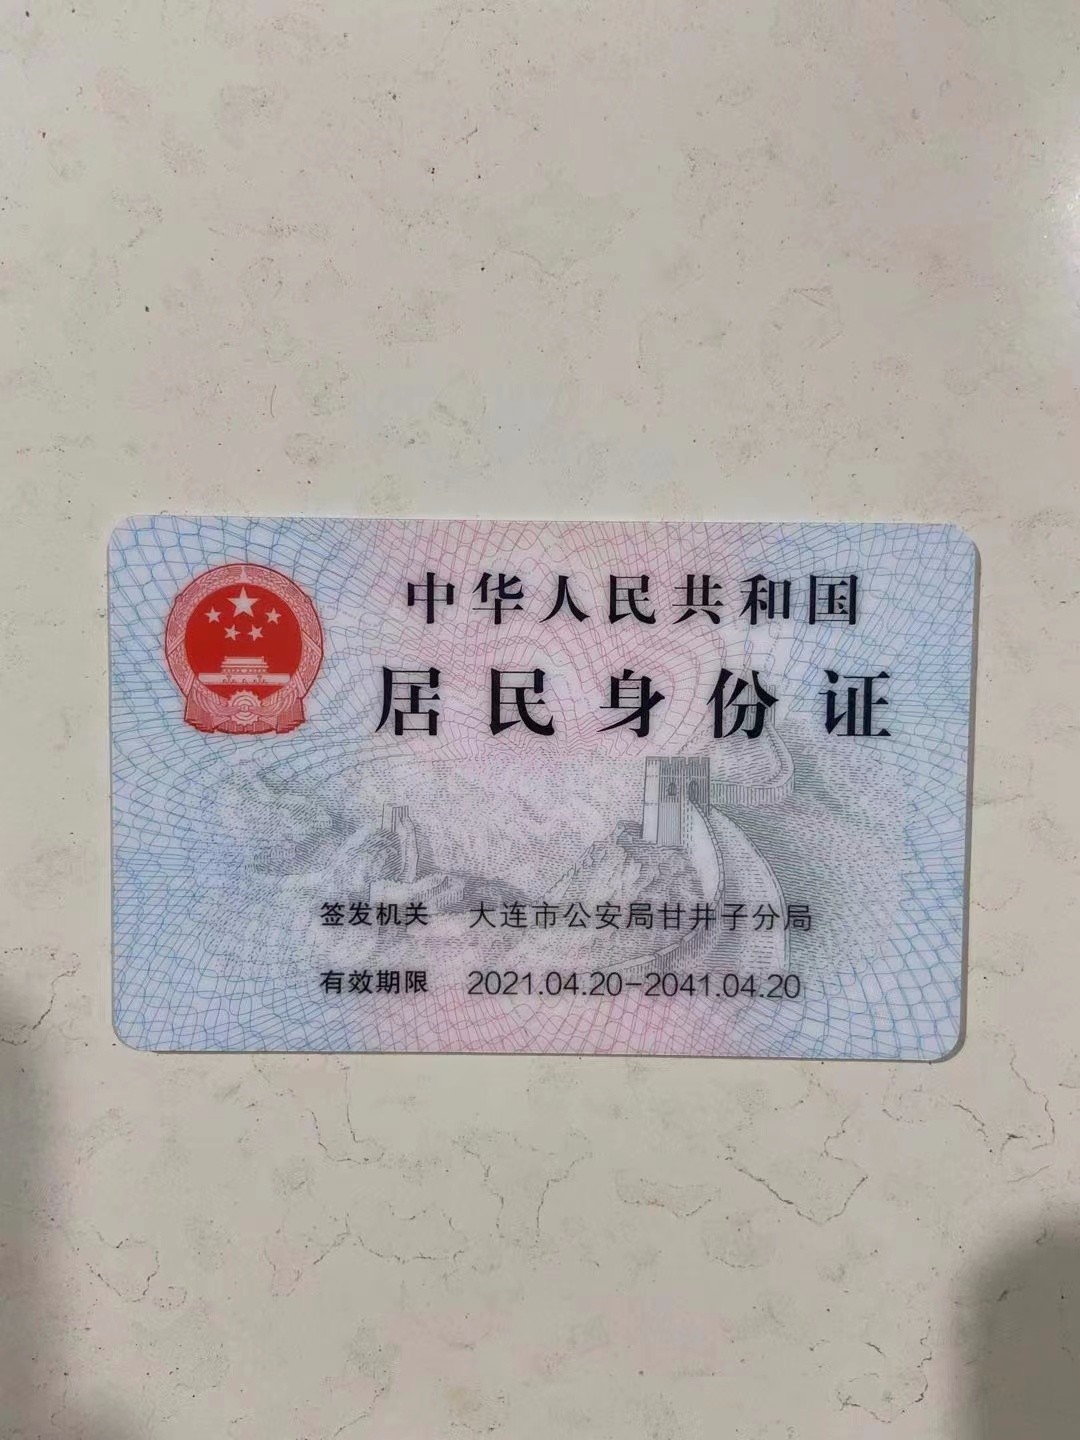 中华人民共和国
居民身份证
签发机关 大连市公安局甘井子分局
有效期限 2021.04.20-2041.04.20